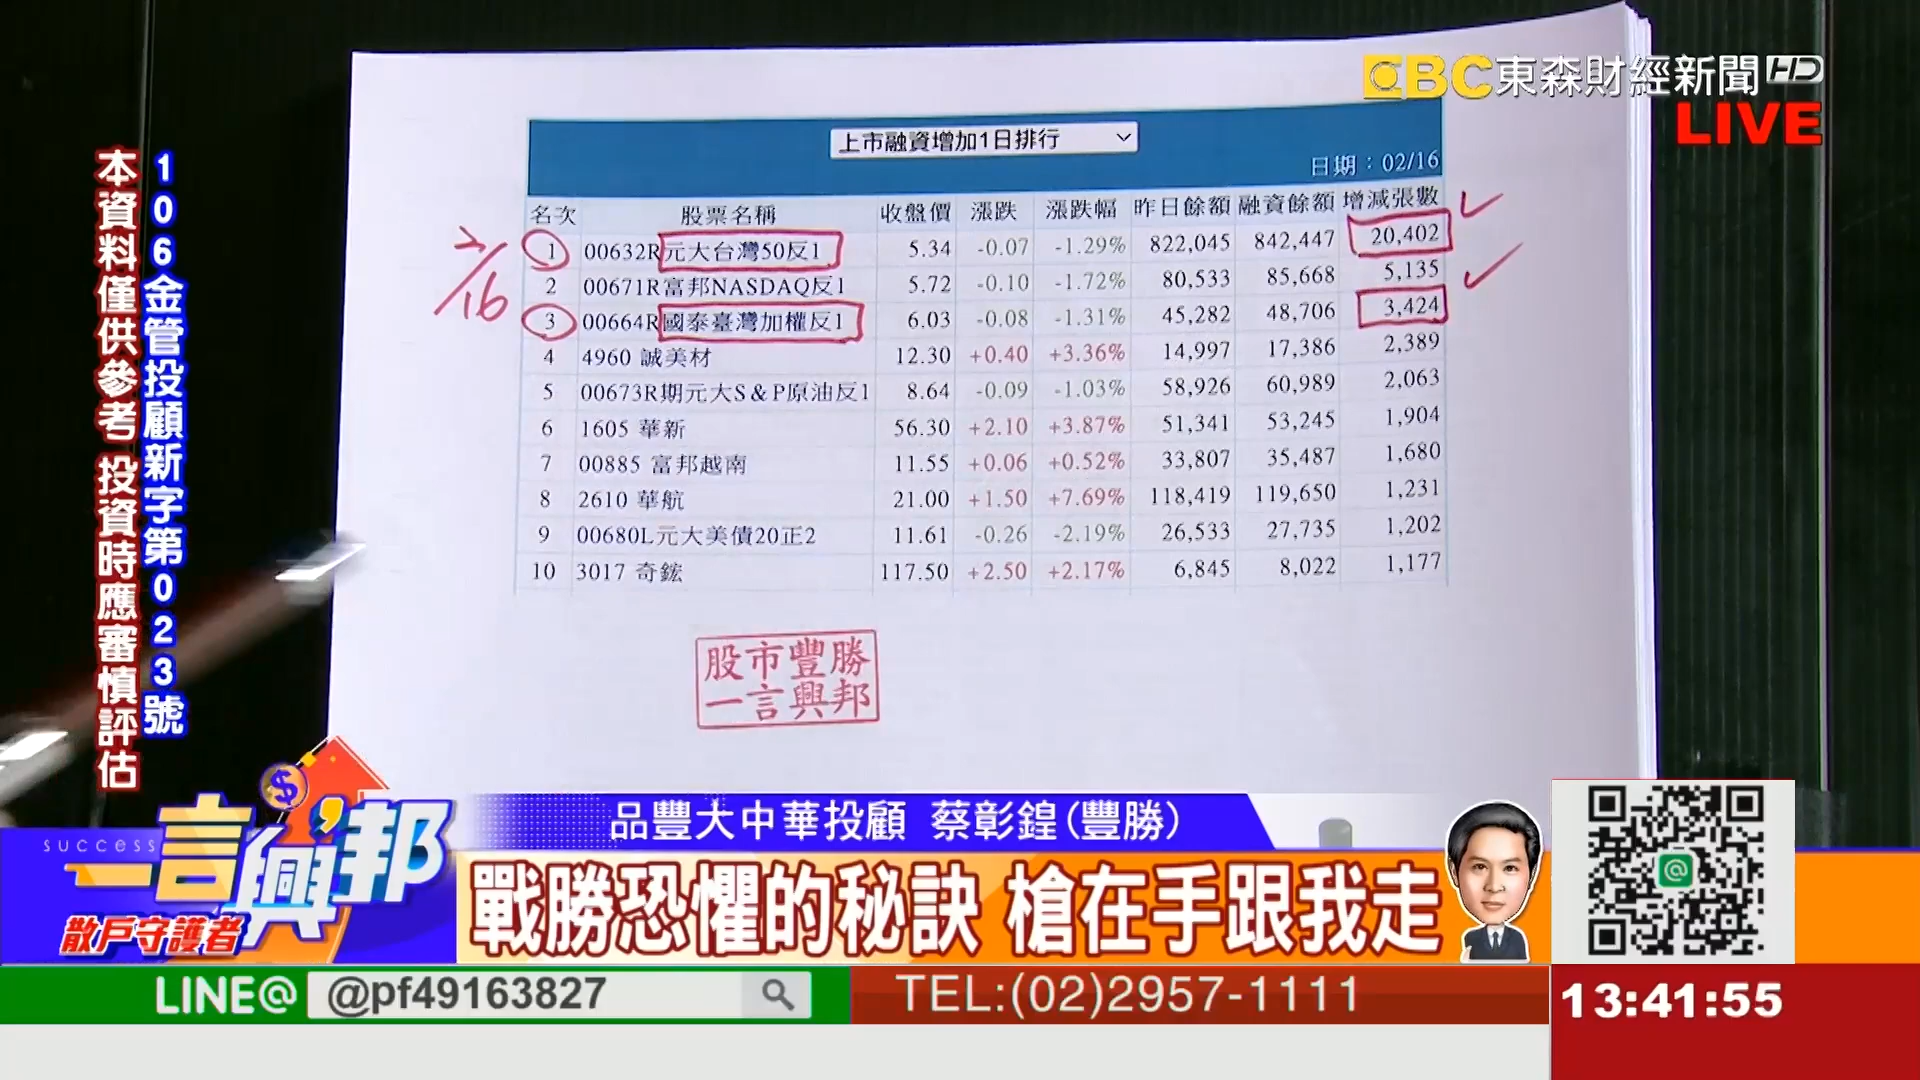 EBC東森財經新聞HD
LIVE
106金管投顧新字第023號
本資料僅供參考 投資時應審慎評估
上市融資增加1日排行
日期：02/16
名次 股票名稱 收盤價 漲跌 漲跌幅 昨日餘額 融資餘額 增減張數
2/16
1 00632R元大台灣50反1 5.34 -0.07 -1.29% 822,045 842,447 20,402
2 00671R富邦NASDAQ反1 5.72 -0.10 -1.72% 80,533 85,668 5,135
3 00664R國泰臺灣加權反1 6.03 -0.08 -1.31% 45,282 48,706 3,424
4 4960 誠美材 12.30 +0.40 +3.36% 14,997 17,386 2,389
5 00673R期元大S&P原油反1 8.64 -0.09 -1.03% 58,926 60,989 2,063
6 1605 華新 56.30 +2.10 +3.87% 51,341 53,245 1,904
7 00885 富邦越南 11.55 +0.06 +0.52% 33,807 35,487 1,680
8 2610 華航 21.00 +1.50 +7.69% 118,419 119,650 1,231
9 00680L元大美債20正2 11.61 -0.26 -2.19% 26,533 27,735 1,202
10 3017 奇鋐 117.50 +2.50 +2.17% 6,845 8,022 1,177
股市豐勝
一言興邦
success
一言興邦
散戶守護者
品豐大中華投顧 蔡彰鍠(豐勝)
戰勝恐懼的秘訣 槍在手跟我走
LINE@ @pf49163827
TEL:(02)2957-1111
13:41:55